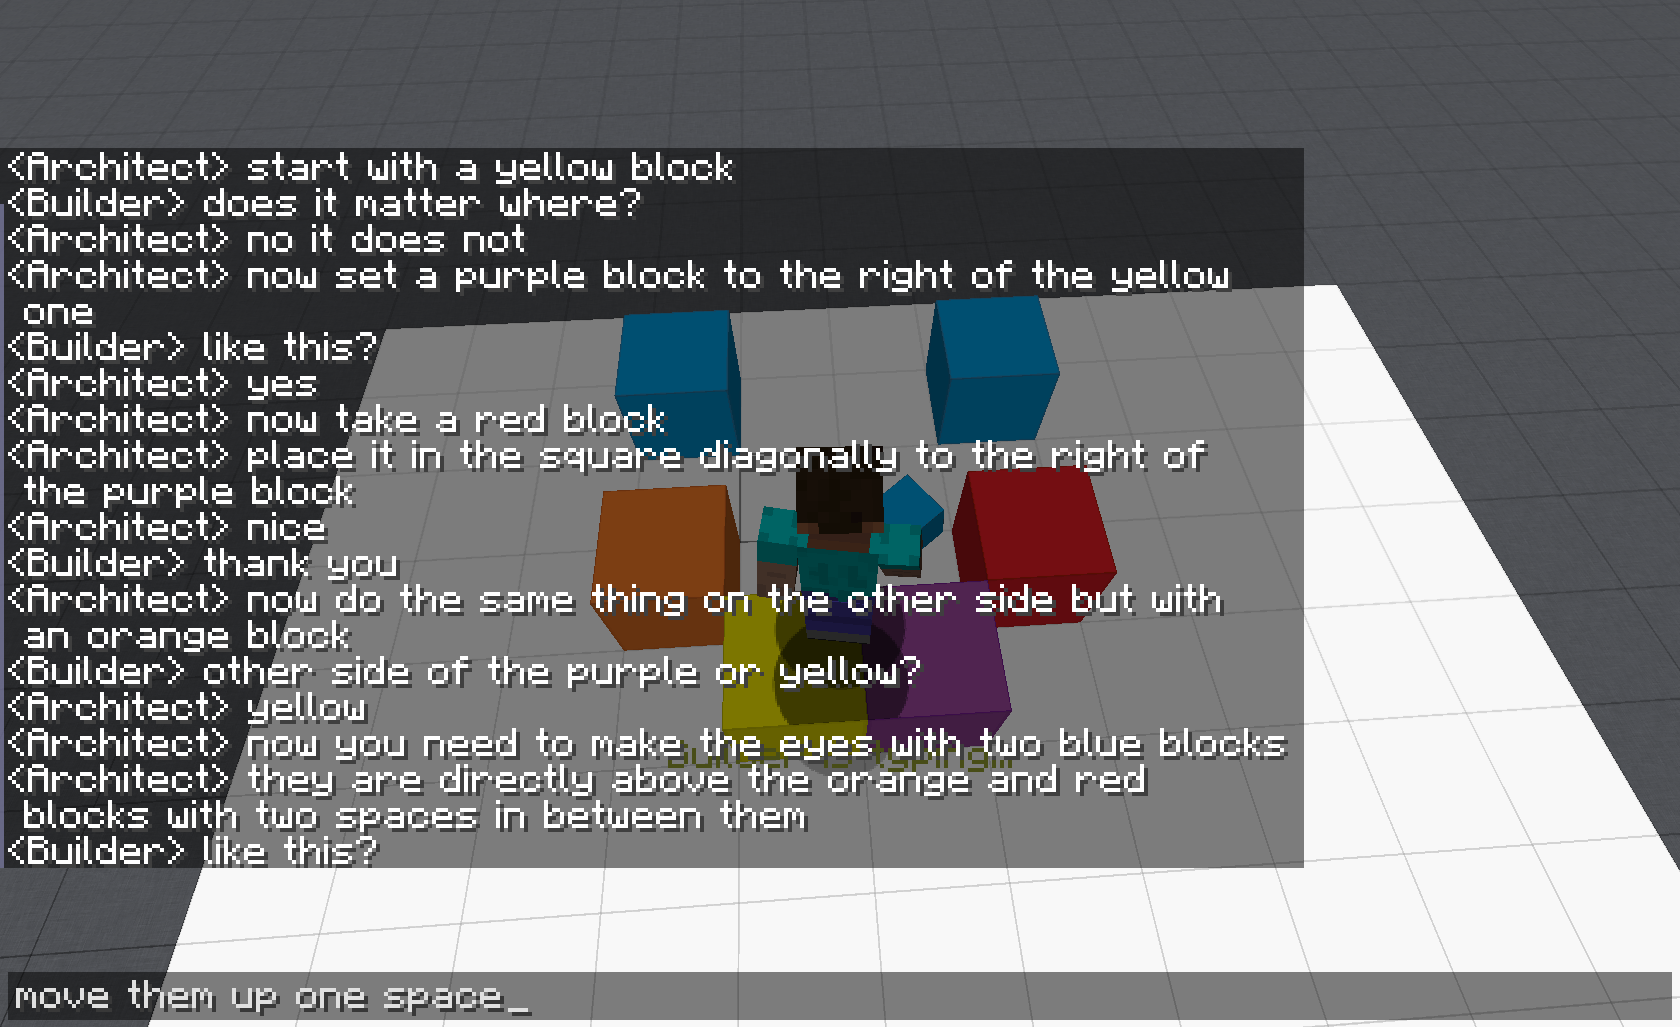 <Architect> start with a yellow block
<Builder> does it matter where?
<Architect> no it does not
<Architect> now set a purple block to the right of the yellow
one
<Builder> like this?
<Architect> yes
<Architect> now take a red block
<Architect> place it in the square diagonally to the right of
the purple block
<Architect> nice
<Builder> thank you
<Architect> now do the same thing on the other side but with
an orange block
<Builder> other side of the purple or yellow?
<Architect> yellow
<Architect> now you need to make the eyes with two blue blocks
Builder is typing...
<Architect> they are directly above the orange and red
blocks with two spaces in between them
<Builder> like this?
move them up one space_